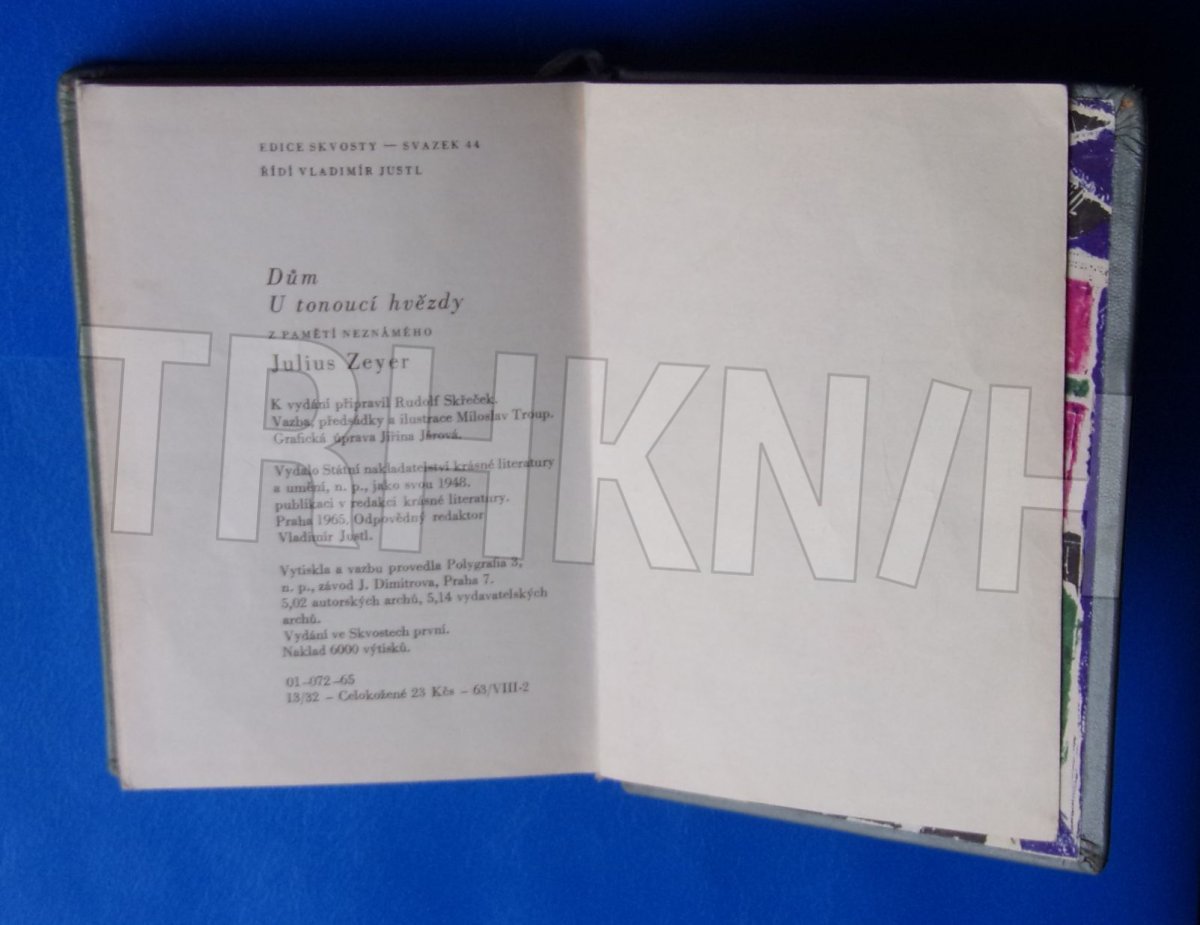 EDICE SKVOSTY — SVAZEK 44
ŘÍDÍ VLADIMÍR JUSTL
Dům
U tonoucí hvězdy
Z PAMĚTÍ NEZNÁMÉHO
Julius Zeyer
K vydání připravil Rudolf Skřeček.
Vazba, předsádky a ilustrace Miloslav Troup.
Grafická úprava Jiřina Járová.
Vydalo Státní nakladatelství krásné literatury
a umění, n. p., jako svou 1948.
publikaci v redakci krásné literatury.
Praha 1965. Odpovědný redaktor
Vladimír Justl.
Vytiskla a vazbu provedla Polygrafia 3,
n. p., závod J. Dimitrova, Praha 7.
5,02 autorských archů, 5,14 vydavatelských
archů.
Vydání ve Skvostech první.
Náklad 6000 výtisků.
01-072-65
13/32 – Celokožené 23 Kčs – 63/VIII-2
TRHKNIH